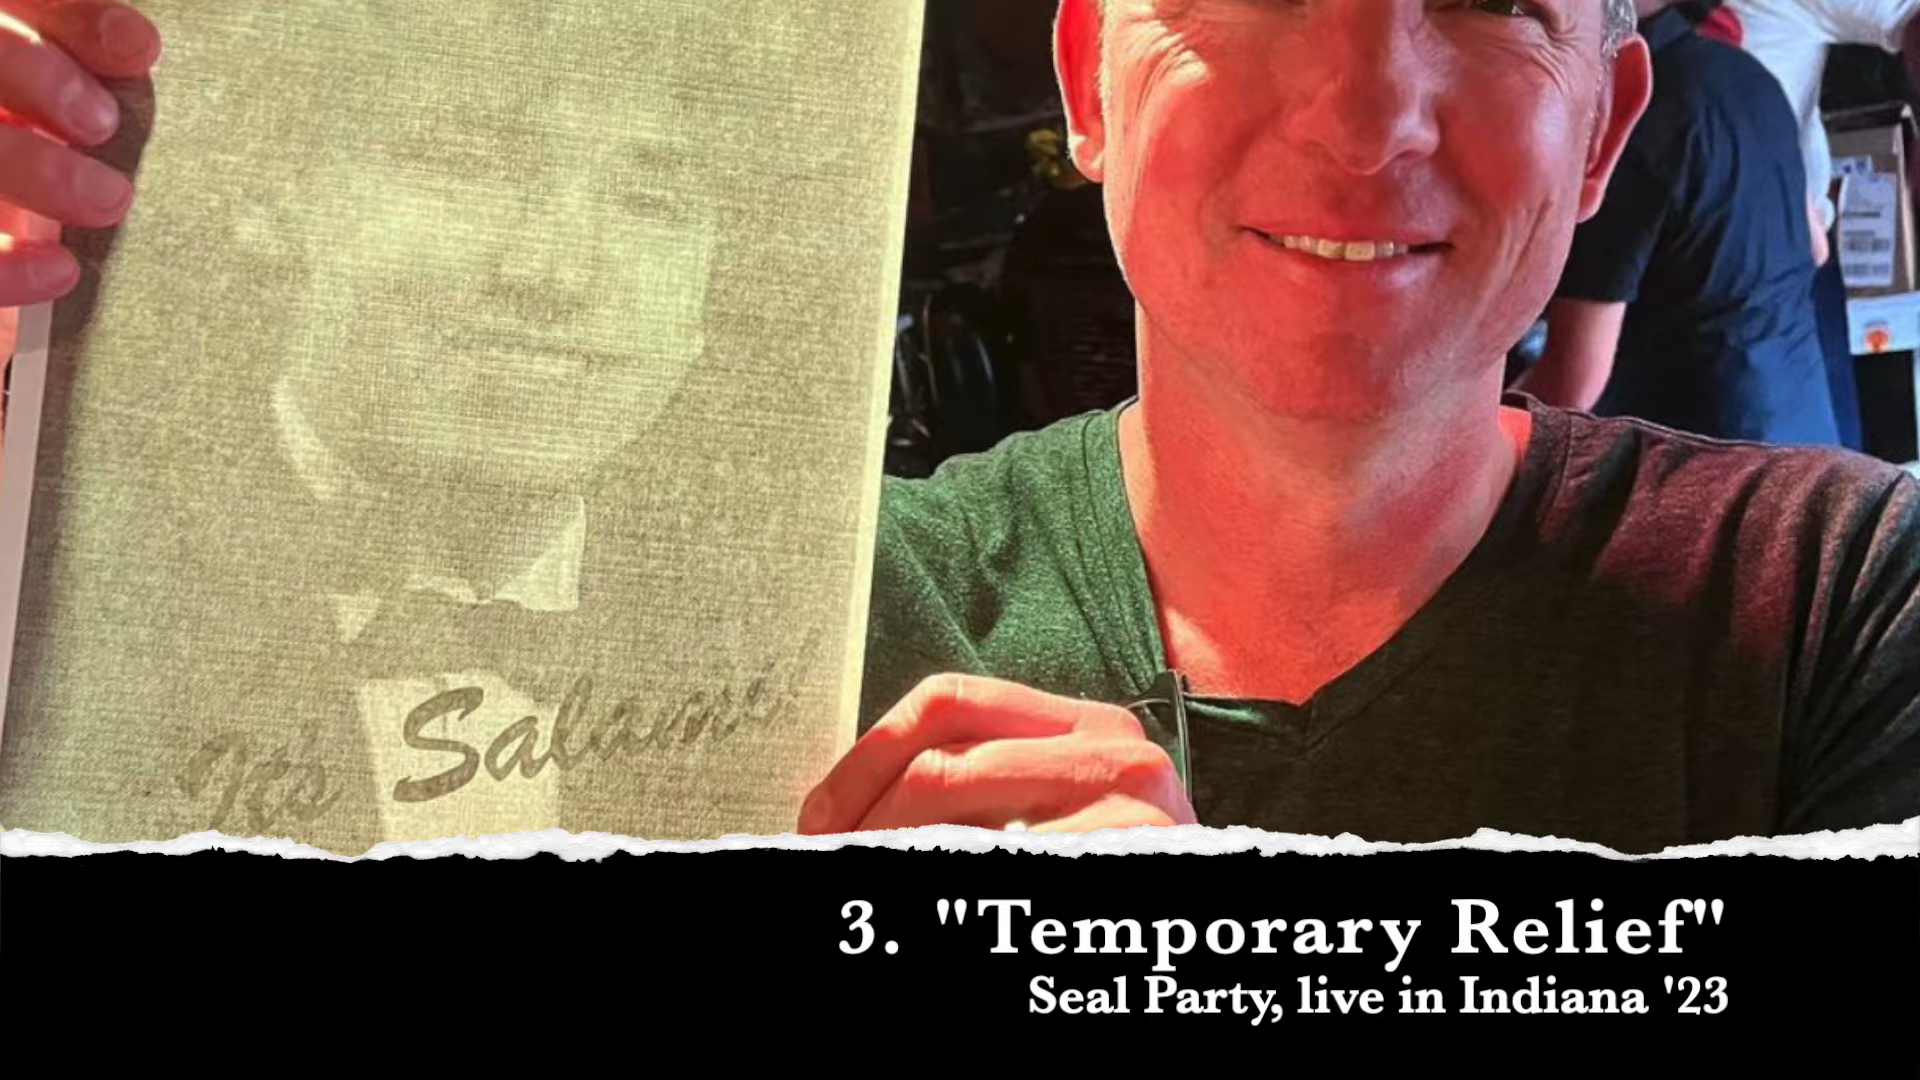 It's Salami!
3. "Temporary Relief"
Seal Party, live in Indiana '23